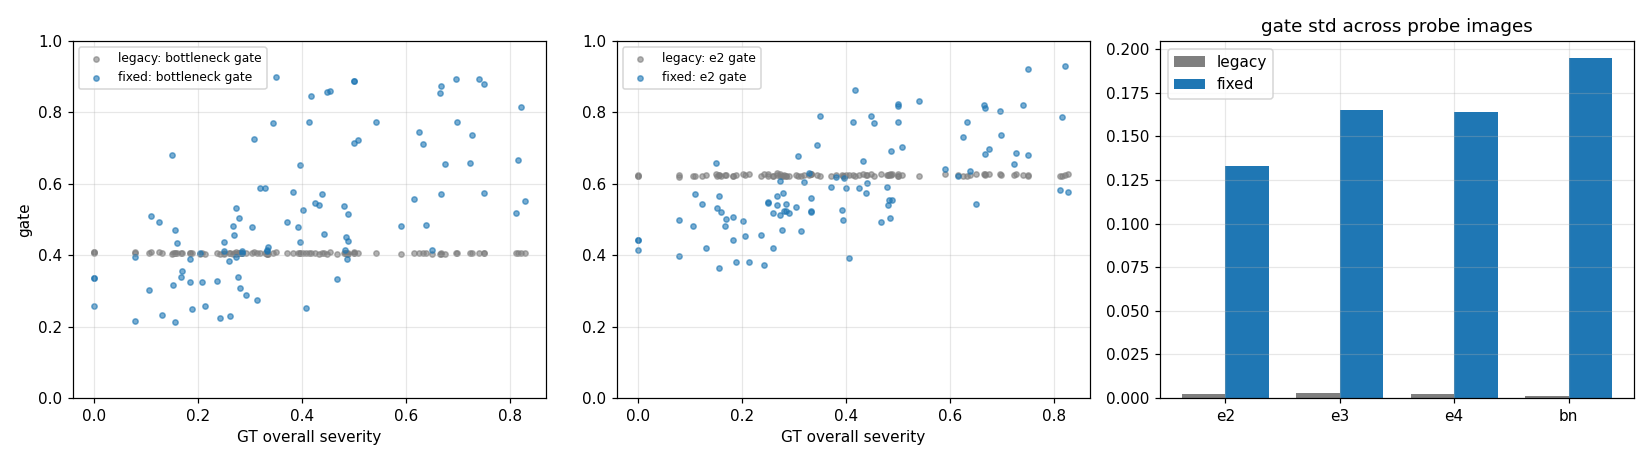 gate std across probe images
1.0
0.8
0.6
0.4
0.2
0.0
gate
legacy: bottleneck gate
fixed: bottleneck gate
0.0 0.2 0.4 0.6 0.8
GT overall severity
1.0
0.8
0.6
0.4
0.2
0.0
legacy: e2 gate
fixed: e2 gate
0.0 0.2 0.4 0.6 0.8
GT overall severity
0.200
0.175
0.150
0.125
0.100
0.075
0.050
0.025
0.000
legacy
fixed
e2 e3 e4 bn